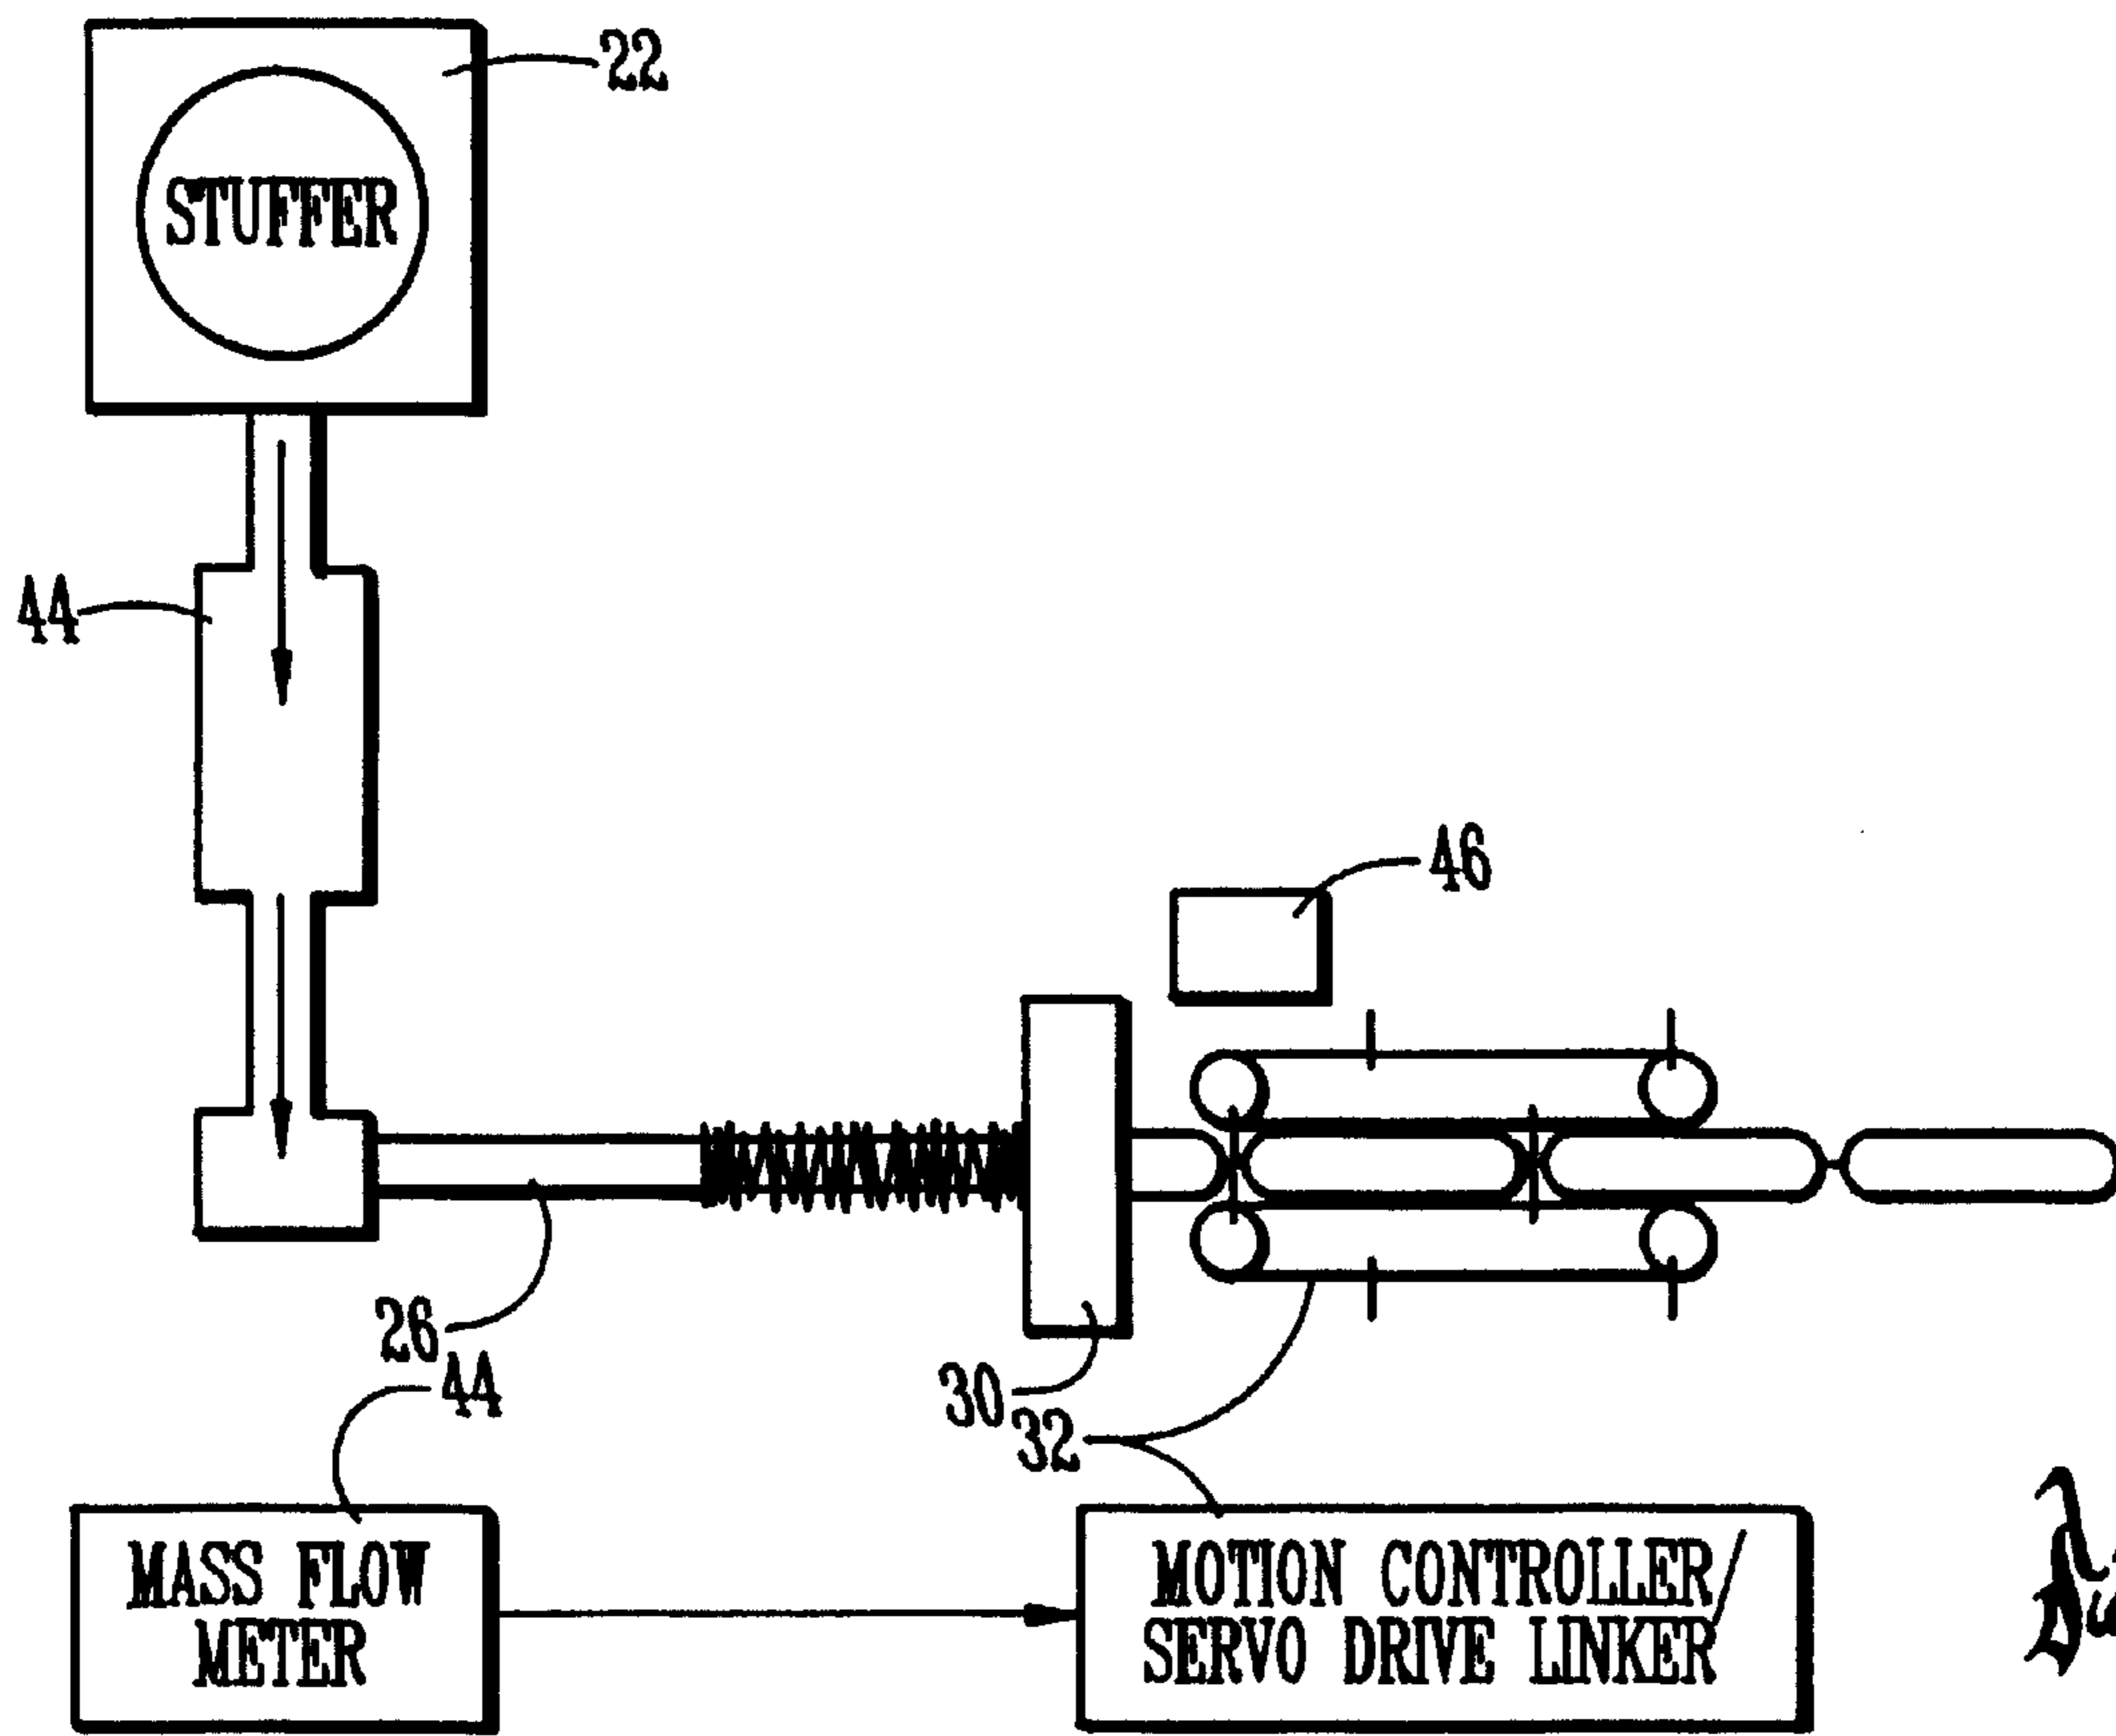 22
STUFFER
44
46
26
44
30
32
MASS FLOW
METER
MOTION CONTROLLER/
SERVO DRIVE LINKER/